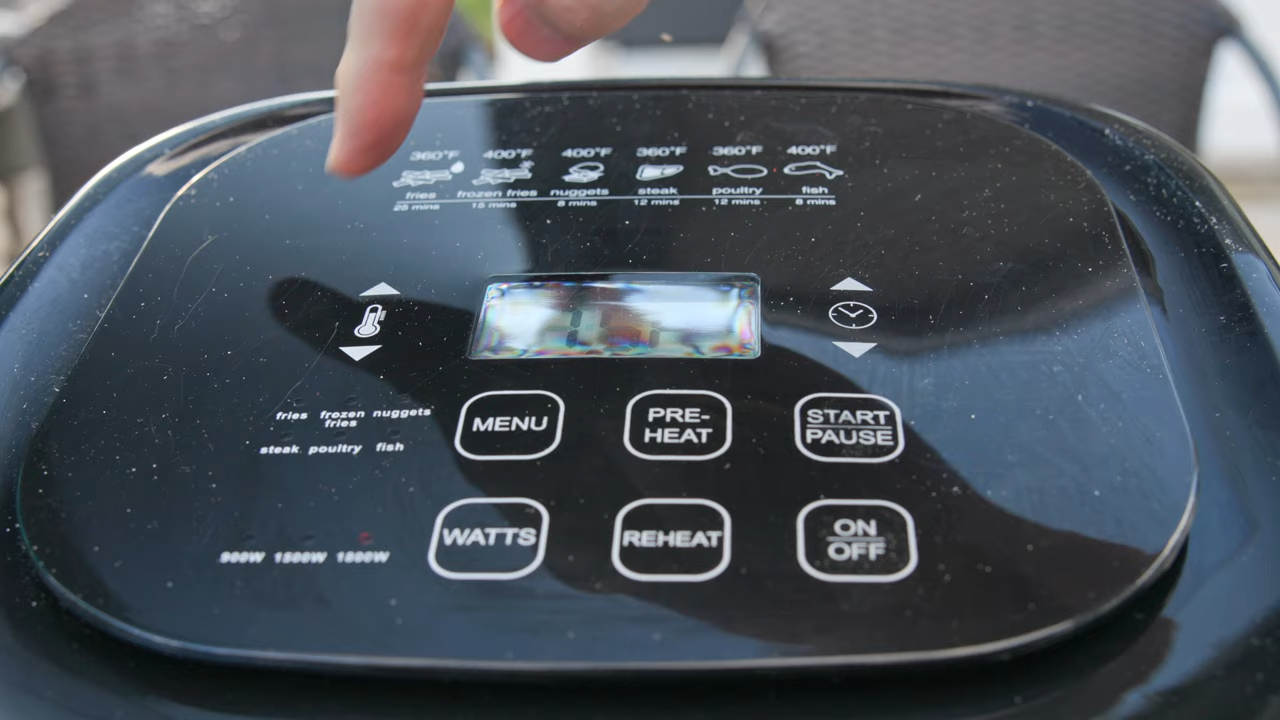 360°F 400°F 400°F 360°F 360°F 400°F
fries frozen fries nuggets steak poultry fish
25 mins 15 mins 8 mins 12 mins 12 mins 8 mins
fries frozen fries nuggets
steak poultry fish
MENU
PRE-
HEAT
START
PAUSE
900W 1500W 1800W
WATTS
REHEAT
ON
OFF